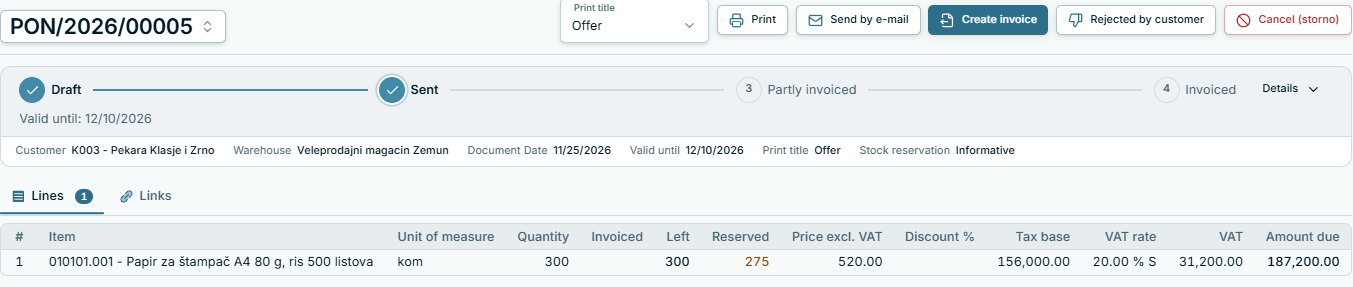 PON/2026/00005
Print title
Offer
Print
Send by e-mail
Create invoice
Rejected by customer
Cancel (storno)
Draft
Sent
3 Partly invoiced
4 Invoiced
Details
Valid until: 12/10/2026
Customer K003 - Pekara Klasje i Zrno Warehouse Veleprodajni magacin Zemun Document Date 11/25/2026 Valid until 12/10/2026 Print title Offer Stock reservation Informative
Lines 1 Links
# Item Unit of measure Quantity Invoiced Left Reserved Price excl. VAT Discount % Tax base VAT rate VAT Amount due
1 010101.001 - Papir za štampač A4 80 g, ris 500 listova kom 300 300 275 520.00 156,000.00 20.00 % S 31,200.00 187,200.00